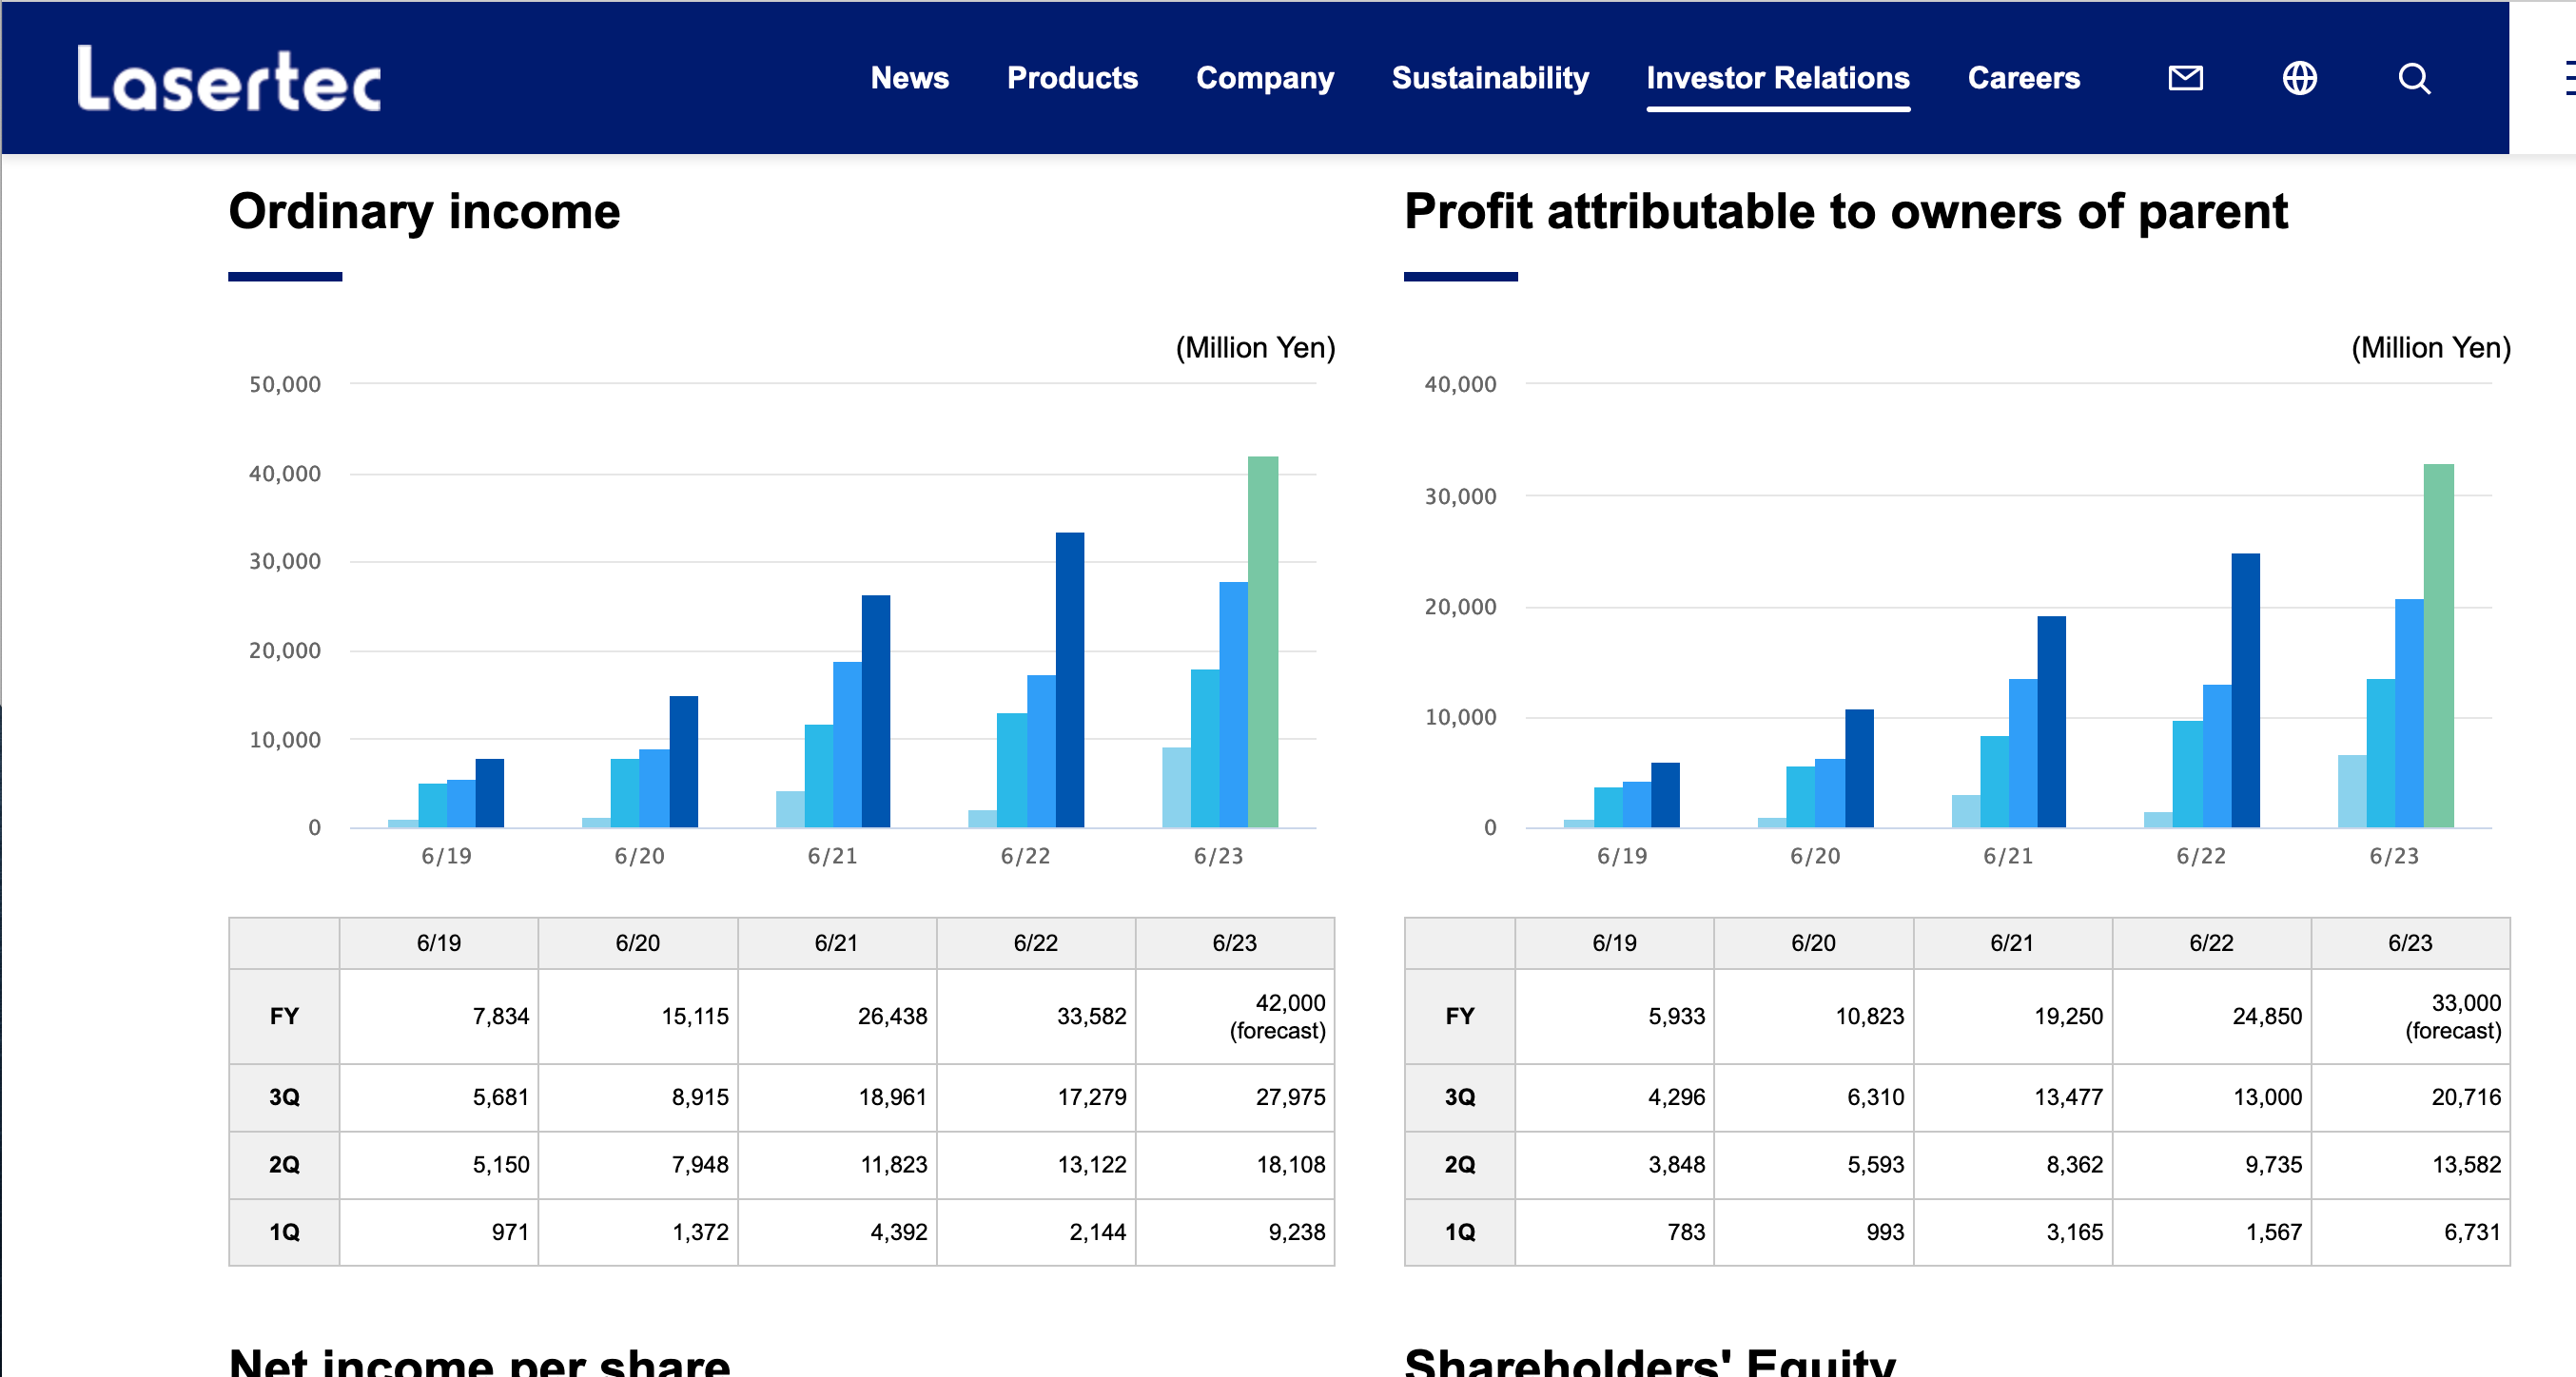 Lasertec
News Products Company Sustainability Investor Relations Careers
Ordinary income
(Million Yen)
50,000
40,000
30,000
20,000
10,000
0
6/19 6/20 6/21 6/22 6/23
6/19 6/20 6/21 6/22 6/23
FY 7,834 15,115 26,438 33,582 42,000
(forecast)
3Q 5,681 8,915 18,961 17,279 27,975
2Q 5,150 7,948 11,823 13,122 18,108
1Q 971 1,372 4,392 2,144 9,238
Profit attributable to owners of parent
(Million Yen)
40,000
30,000
20,000
10,000
0
6/19 6/20 6/21 6/22 6/23
6/19 6/20 6/21 6/22 6/23
FY 5,933 10,823 19,250 24,850 33,000
(forecast)
3Q 4,296 6,310 13,477 13,000 20,716
2Q 3,848 5,593 8,362 9,735 13,582
1Q 783 993 3,165 1,567 6,731
Net income per share
Shareholders' Equity